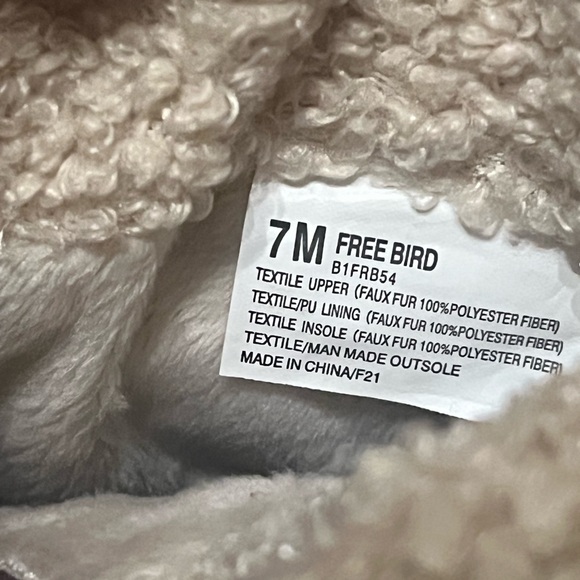 7M FREE BIRD
B1FRB54
TEXTILE UPPER (FAUX FUR 100%POLYESTER FIBER)
TEXTILE/PU LINING (FAUX FUR 100%POLYESTER FIBER)
TEXTILE INSOLE (FAUX FUR 100%POLYESTER FIBER)
TEXTILE/MAN MADE OUTSOLE
MADE IN CHINA/F21